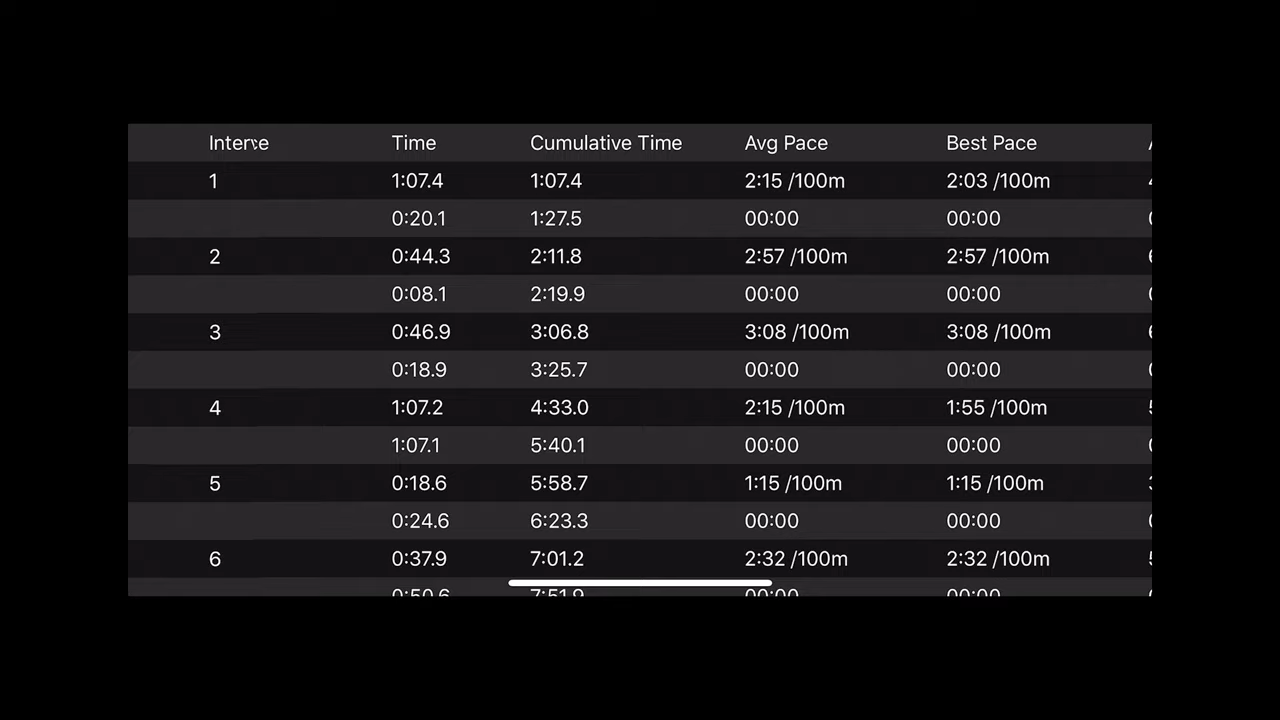 Interve Time Cumulative Time Avg Pace Best Pace
1 1:07.4 1:07.4 2:15 /100m 2:03 /100m
0:20.1 1:27.5 00:00 00:00
2 0:44.3 2:11.8 2:57 /100m 2:57 /100m
0:08.1 2:19.9 00:00 00:00
3 0:46.9 3:06.8 3:08 /100m 3:08 /100m
0:18.9 3:25.7 00:00 00:00
4 1:07.2 4:33.0 2:15 /100m 1:55 /100m
1:07.1 5:40.1 00:00 00:00
5 0:18.6 5:58.7 1:15 /100m 1:15 /100m
0:24.6 6:23.3 00:00 00:00
6 0:37.9 7:01.2 2:32 /100m 2:32 /100m
0:50.6 7:51.9 00:00 00:00